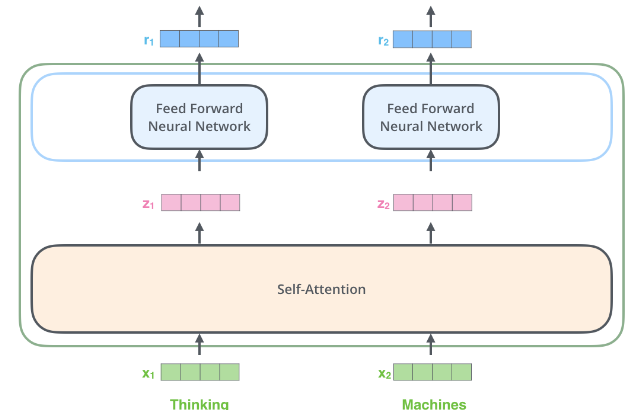 r₁ r₂
Feed Forward
Neural Network
Feed Forward
Neural Network
z₁ z₂
Self-Attention
x₁ x₂
Thinking Machines